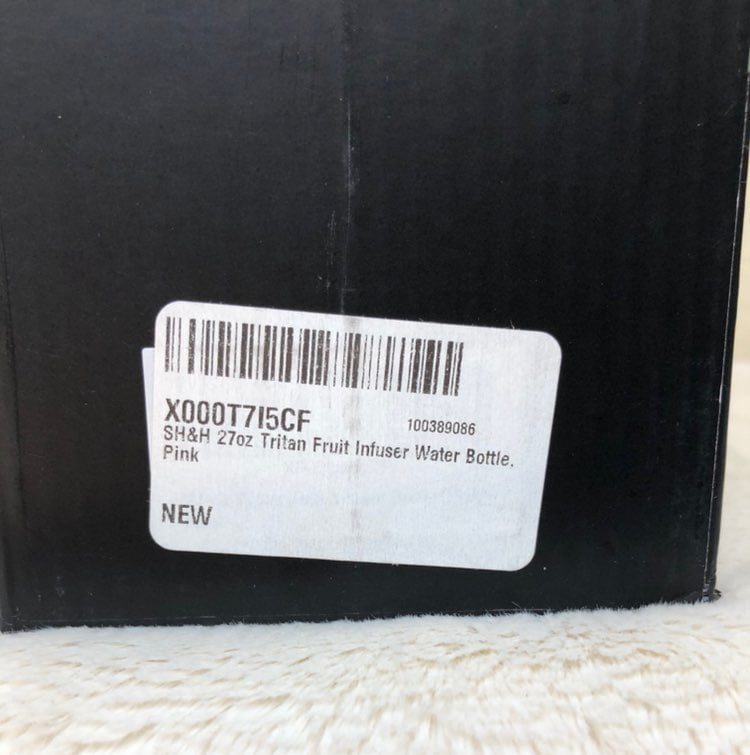 X000T7I5CF 100389086
SH&H 27oz Tritan Fruit Infuser Water Bottle,
Pink
NEW